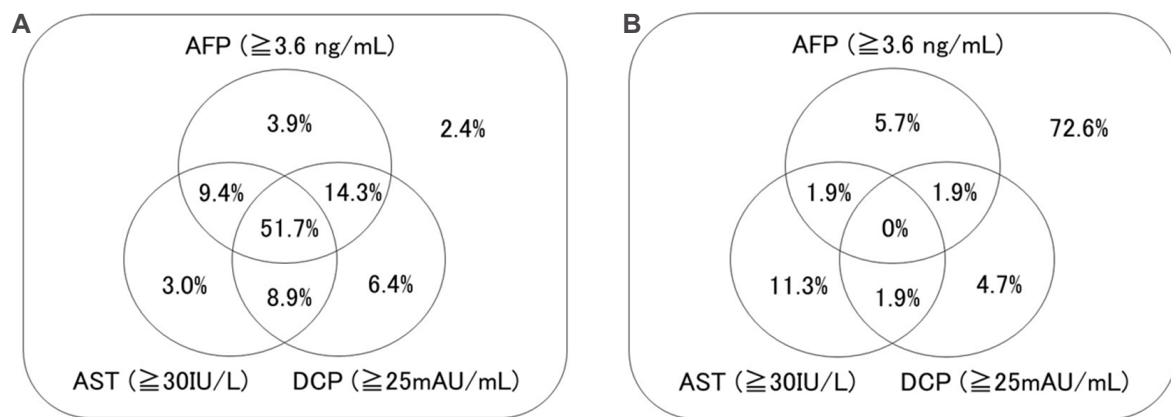 A
AFP (≧3.6 ng/mL)
3.9%
2.4%
9.4%
14.3%
51.7%
3.0%
8.9%
6.4%
AST (≧30IU/L)
DCP (≧25mAU/mL)
B
AFP (≧3.6 ng/mL)
5.7%
72.6%
1.9%
1.9%
0%
11.3%
1.9%
4.7%
AST (≧30IU/L)
DCP (≧25mAU/mL)